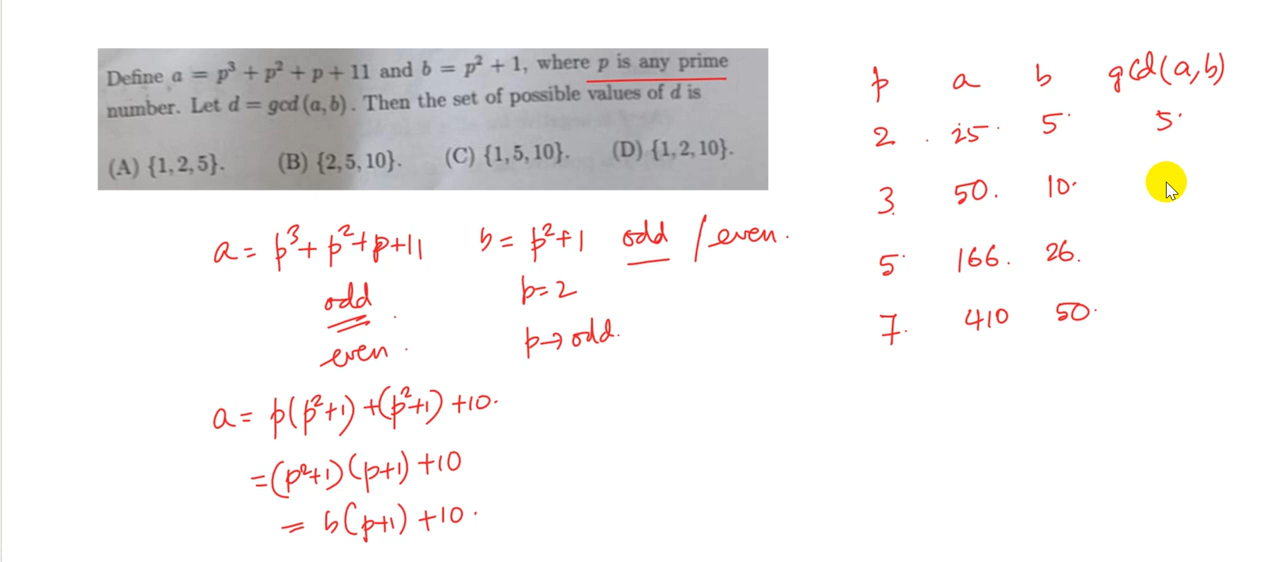 Define a = p³ + p² + p + 11 and b = p² + 1, where p is any prime
number. Let d = gcd (a, b). Then the set of possible values of d is
(A) {1, 2, 5}. (B) {2, 5, 10}. (C) {1, 5, 10}. (D) {1, 2, 10}.
a = p³ + p² + p + 11 b = p² + 1 odd / even.
odd b = 2
even. p → odd.
a = p(p²+1) + (p²+1) + 10.
= (p²+1)(p+1) + 10
= b(p+1) + 10.
p a b gcd(a, b)
2 . 25. 5. 5.
3. 50. 10.
5. 166. 26.
7. 410 50.